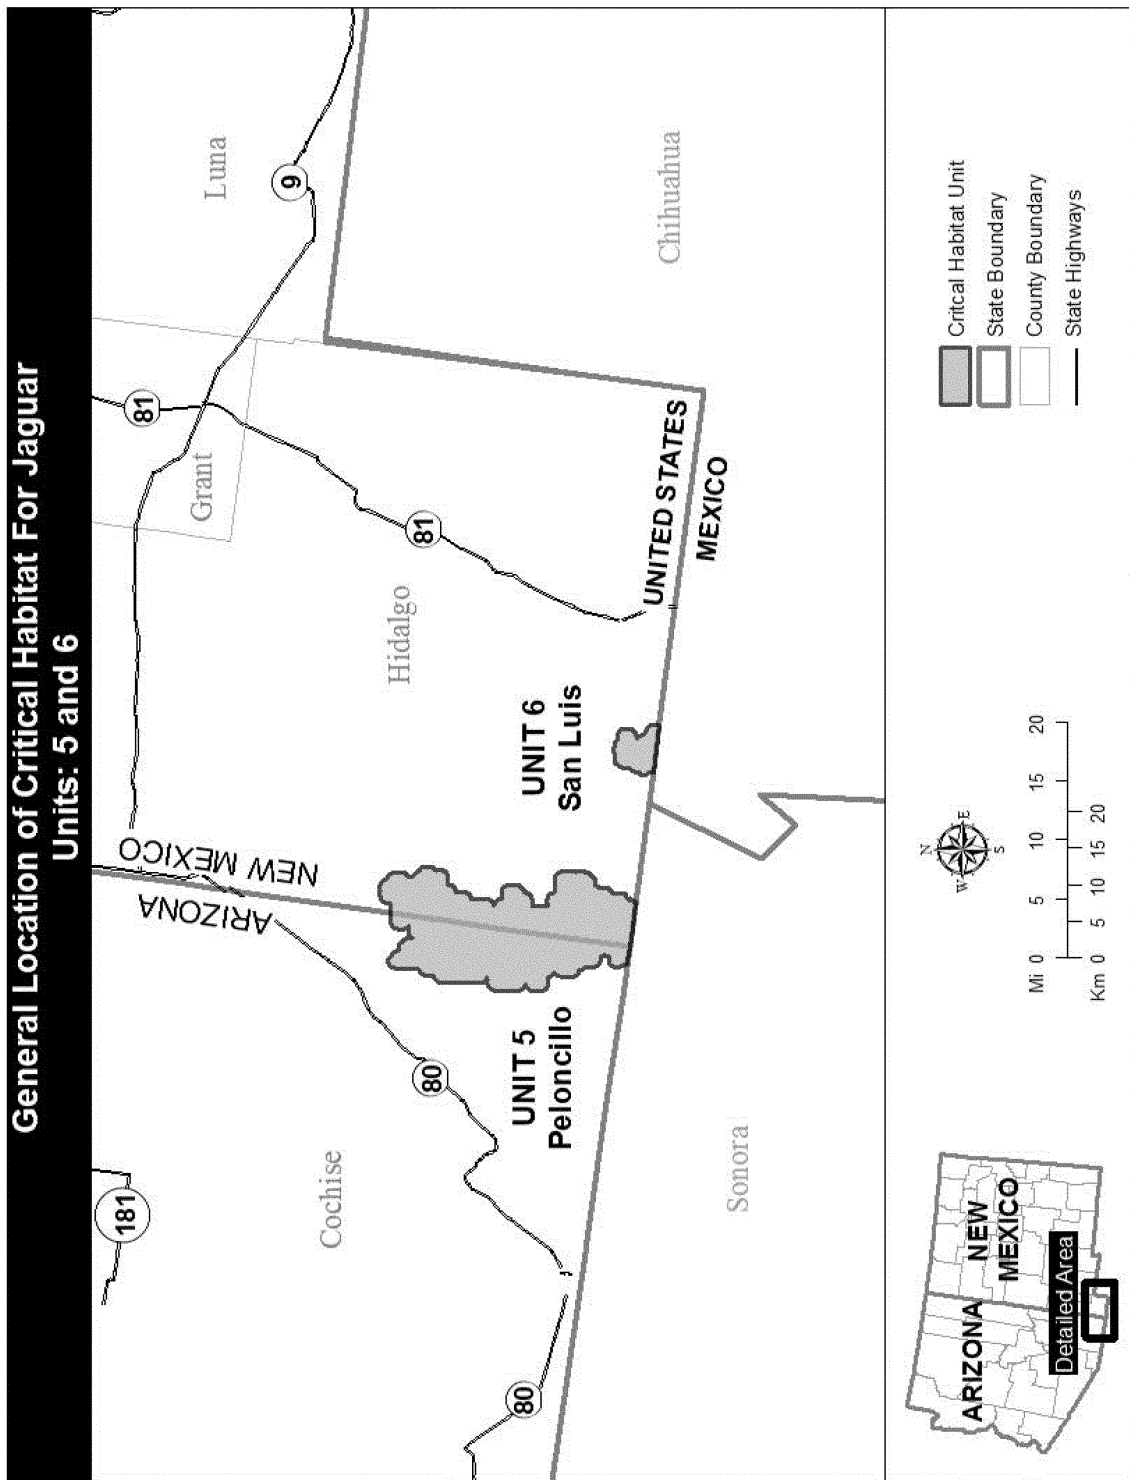 General Location of Critical Habitat For Jaguar
Units: 5 and 6
181
81
Luna
Grant
9
NEW MEXICO
ARIZONA
Cochise
Hidalgo
81
80
UNIT 5
Peloncillo
UNIT 6
San Luis
80
UNITED STATES
MEXICO
Chihuahua
Sonora
ARIZONA
NEW
MEXICO
Detailed Area
N
W
E
S
Mi 0 5 10 15 20
Km 0 5 10 15 20
Critcal Habitat Unit
State Boundary
County Boundary
State Highways